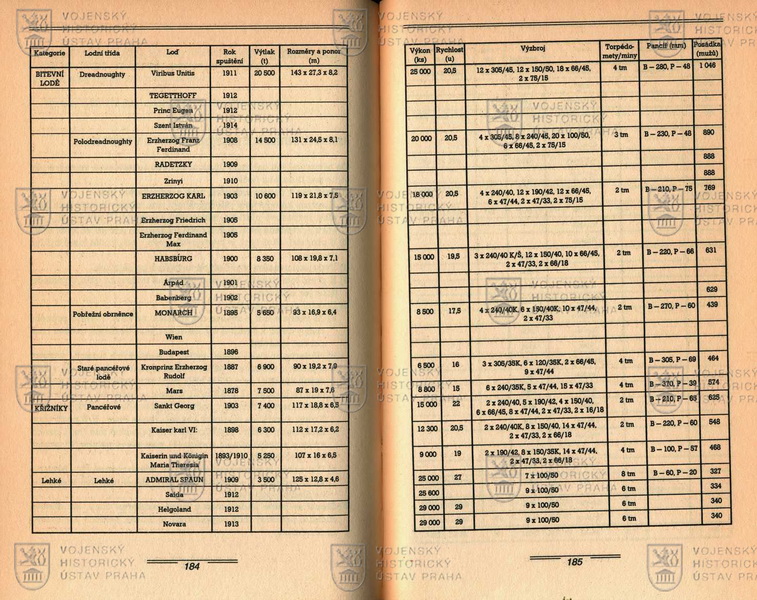 Kategorie Lodní třída Loď Rok spuštění Výtlak (t) Rozměry a ponor (m)
BITEVNÍ LODĚ Dreadnoughty Viribus Unitis 1911 20 500 143 x 27,3 x 8,2
TEGETTHOFF 1912
Princ Eugen 1912
Szent István 1914
Polodreadnoughty Erzherzog Franz Ferdinand 1908 14 500 131 x 24,5 x 8,1
RADETZKY 1909
Zrinyi 1910
ERZHERZOG KARL 1903 10 600 119 x 21,8 x 7,5
Erzherzog Friedrich 1905
Erzherzog Ferdinand Max 1905
HABSBURG 1900 8 350 108 x 19,8 x 7,1
Árpád 1901
Babenberg 1902
Pobřežní obrněnce MONARCH 1895 5 650 93 x 16,9 x 6,4
Wien
Budapest 1896
Staré pancéřové lodě Kronprinz Erzherzog Rudolf 1887 6 900 90 x 19,2 x
Mars 1878 7 500 87 x 19 x 7,6
KŘIŽNÍKY Pancéřové Sankt Georg 1903 7 400 117 x 18,8 x
Kaiser karl VI: 1898 6 300 112 x 17,2 x 6,2
Kaiserin und Königin Maria Theresia 1893/1910 5 250 107 x 16 x 6,5
Lehké Lehké ADMIRAL SPAUN 1909 3 500 125 x 12,8 x 4,6
Saida 1912
Helgoland 1912
Novara 1913
184
Výkon (ks) Rychlost (u) Výzbroj Torpédomety/miny Pancíř (mm) Posádka (mužů)
25 000 20,5 12 x 305/45, 12 x 150/50, 18 x 66/45, 4 tm B – 280, P – 48 1 046
2 x 75/15
20 000 20,5 4 x 305/45, 8 x 240/45, 20 x 100/50, 3 tm B – 230, P – 48 890
6 x 66/45, 2 x 75/15
888
888
18 000 20,5 4 x 240/40, 12 x 190/42, 12 x 66/45, 2 tm B – 210, P – 75 769
6 x 47/44, 2 x 47/33, 2 x 75/15
15 000 19,5 3 x 240/40 K/Š, 12 x 150/40, 10 x 66/45, 2 tm B – 220, P – 66 631
2 x 47/33, 2 x 66/18
629
8 500 17,5 4 x 240/40K, 6 x 150/40K, 10 x 47/44, 2 tm B – 270, P – 60 439
2 x 47/33
6 500 16 3 x 305/35K, 6 x 120/35K, 2 x 66/45, 4 tm B – 305, P – 69 464
9 x 47/44
15 6 x 240/35K, 5 x 47/44, 15 x 47/33 4 tm B – 370, P – 39 574
15 000 22 2 x 240/40, 5 x 190/42, 4 x 150/40, 2 tm B – 210, P – 625
6 x 66/45, 8 x 47/44, 2 x 47/33, 2 x 16/18
12 300 20,5 2 x 240/40K, 8 x 150/40, 14 x 47/44, 2 tm B – 220, P – 60 548
2 x 47/33, 2 x 66/18
9 000 19 2 x 190/42, 8 x 150/35K, 14 x 47/44, 4 tm B – 100, P – 57 468
2 x 47/33, 2 x 66/18
25 000 27 7 x 100/50 8 tm B – 60, P – 20 327
25 600 9 x 100/50 6 tm 334
29 000 29 9 x 100/50 6 tm 340
29 000 29 9 x 100/50 6 tm 340
185
VOJENSKÝ
HISTORICKÝ
ÚSTAV PRAHA